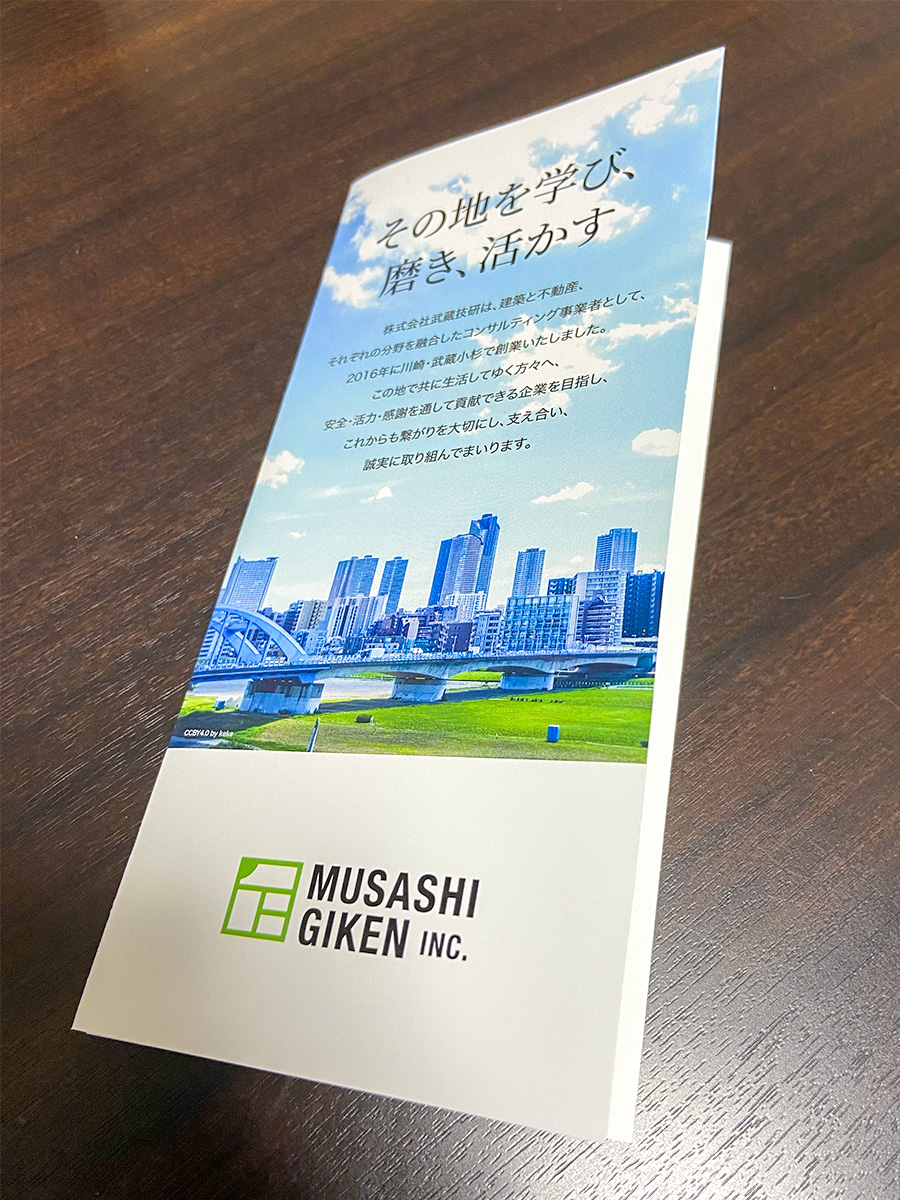 その地を学び、
磨き、活かす
株式会社武蔵技研は、建築と不動産、
それぞれの分野を融合したコンサルティング事業者として、
2016年に川崎・武蔵小杉で創業いたしました。
この地で共に生活してゆく方々へ、
安全・活力・感謝を通して貢献できる企業を目指し、
これからも繋がりを大切にし、支え合い、
誠実に取り組んでまいります。
CCBY4.0 by keke
MUSASHI
GIKEN INC.